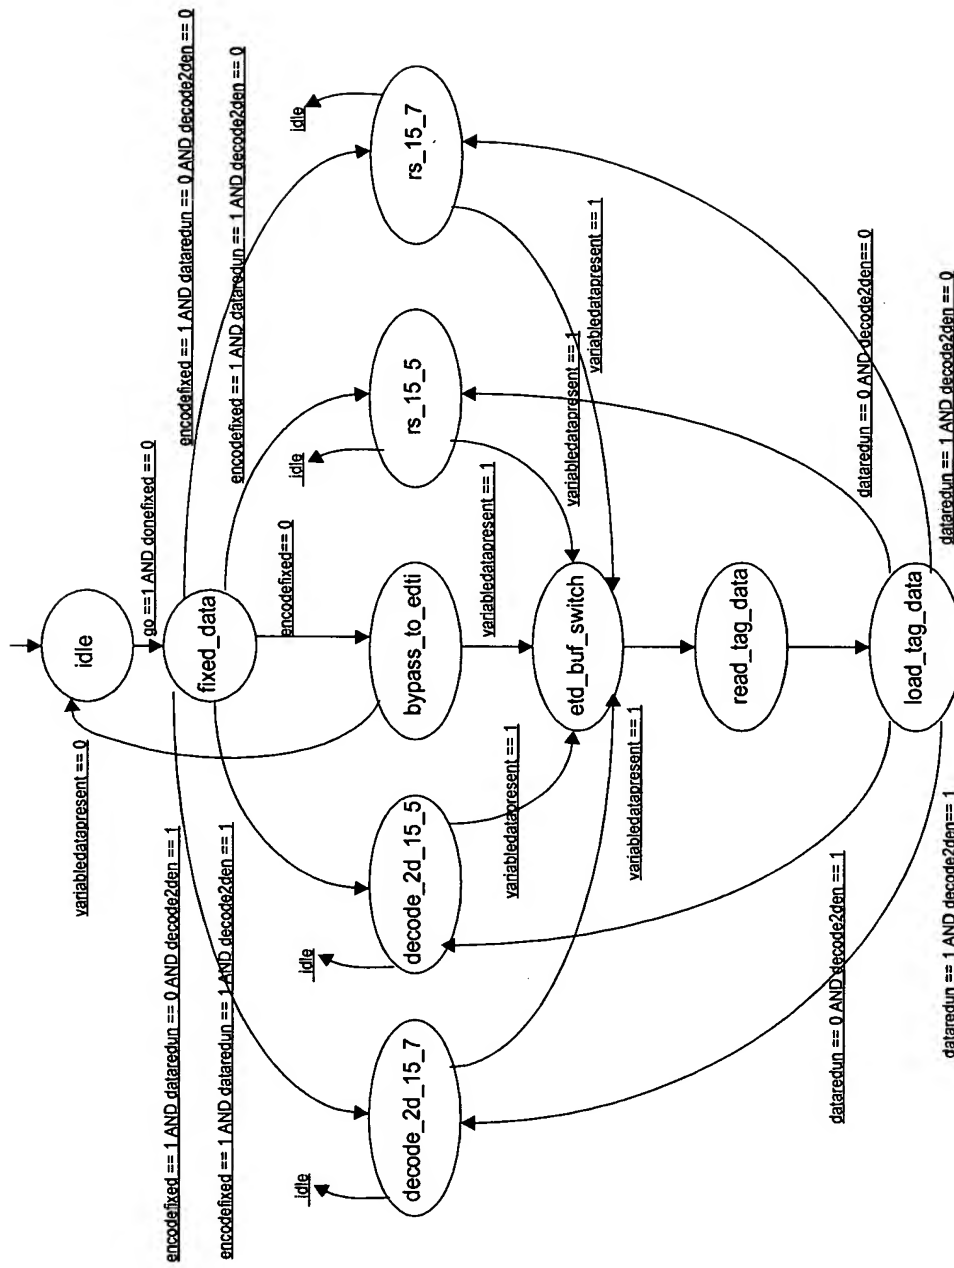 encodefixed == 1 AND dataredun == 0 AND decode2den == 0
encodefixed == 1 AND dataredun == 1 AND decode2den == 0
idle
rs_15_7
variabledatapresent == 1
idle
rs_15_5
variabledatapresent == 1
dataredun == 0 AND decode2den== 0
dataredun == 1 AND decode2den == 0
idle
go ==1 AND donefixed == 0
fixed_data
encodefixed== 0
bypass_to_edti
variabledatapresent == 1
etd_buf_switch
read_tag_data
load_tag_data
variabledatapresent == 0
idle
decode_2d_15_5
variabledatapresent == 1
variabledatapresent == 1
encodefixed == 1 AND dataredun == 0 AND decode2den == 1
encodefixed == 1 AND dataredun == 1 AND decode2den == 1
idle
decode_2d_15_7
dataredun == 0 AND decode2den == 1
dataredun == 1 AND decode2den== 1